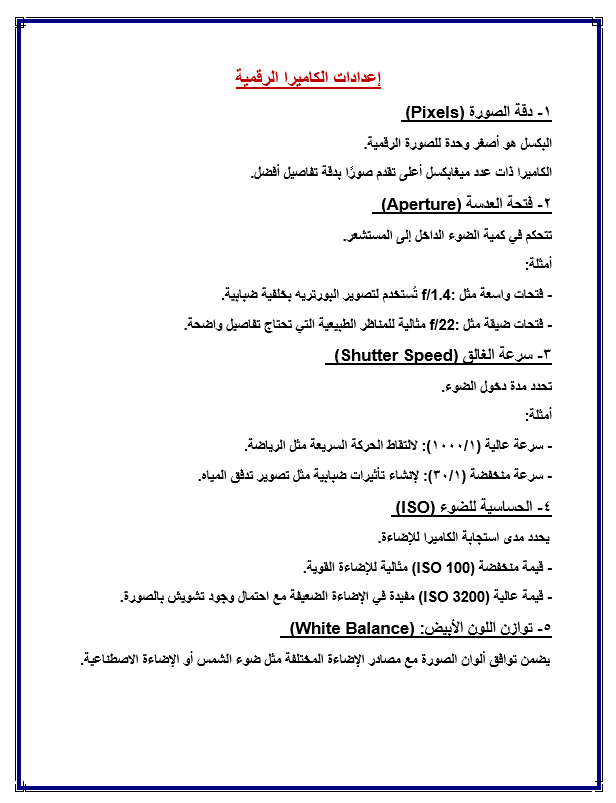 إعدادات الكاميرا الرقمية
١- دقة الصورة (Pixels)
البكسل هو أصغر وحدة للصورة الرقمية.
الكاميرا ذات عدد ميغابكسل أعلى تقدم صورًا بدقة تفاصيل أفضل.
٢- فتحة العدسة (Aperture)
تتحكم في كمية الضوء الداخل إلى المستشعر.
أمثلة:
- فتحات واسعة مثل :f/1.4 تُستخدم لتصوير البورتريه بخلفية ضبابية.
- فتحات ضيقة مثل :f/22 مثالية للمناظر الطبيعية التي تحتاج تفاصيل واضحة.
٣- سرعة الغالق (Shutter Speed)
تحدد مدة دخول الضوء.
أمثلة:
- سرعة عالية (١٠٠٠/١): لالتقاط الحركة السريعة مثل الرياضة.
- سرعة منخفضة (٣٠/١): لإنشاء تأثيرات ضبابية مثل تصوير تدفق المياه.
٤- الحساسية للضوء (ISO)
يحدد مدى استجابة الكاميرا للإضاءة.
- قيمة منخفضة (ISO 100) مثالية للإضاءة القوية.
- قيمة عالية (ISO 3200) مفيدة في الإضاءة الضعيفة مع احتمال وجود تشويش بالصورة.
٥- توازن اللون الأبيض: (White Balance)
يضمن توافق ألوان الصورة مع مصادر الإضاءة المختلفة مثل ضوء الشمس أو الإضاءة الاصطناعية.